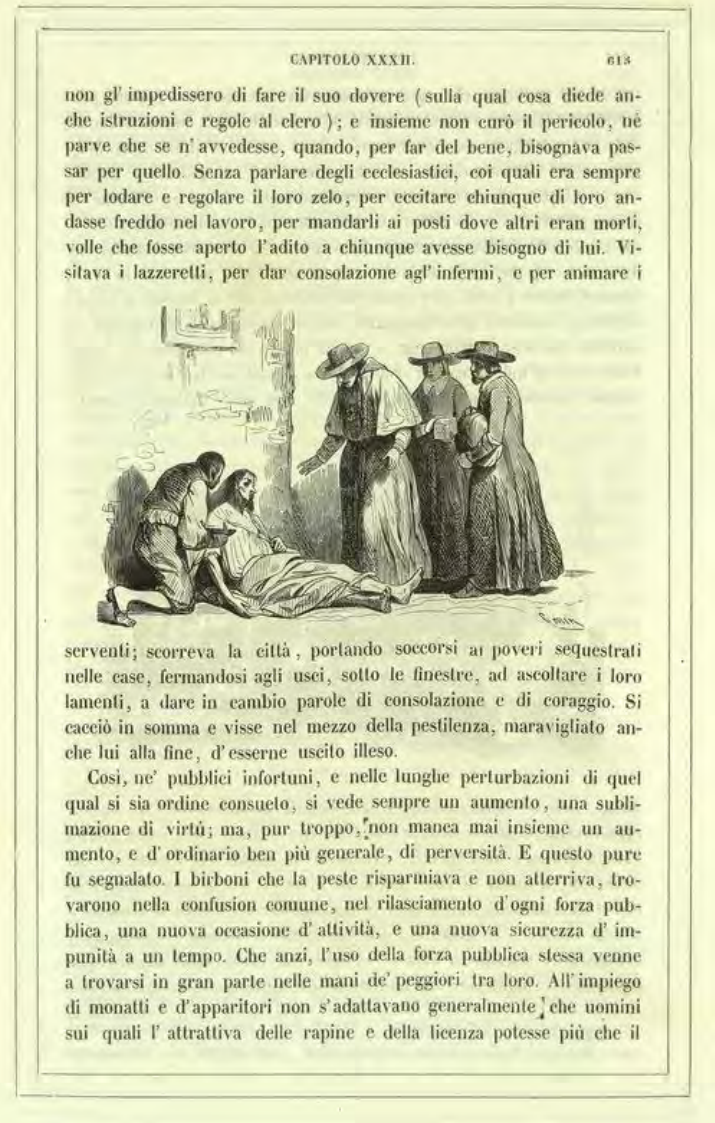 CAPITOLO XXXII. 613
non gl' impedissero di fare il suo dovere (sulla qual cosa diede an-
che istruzioni e regole al clero); e insieme non curò il pericolo, nè
parve che se n' avvedesse, quando, per far del bene, bisognava pas-
sar per quello. Senza parlare degli ecclesiastici, coi quali era sempre
per lodare e regolare il loro zelo, per eccitare chiunque di loro an-
dasse freddo nel lavoro, per mandarli ai posti dove altri eran morti,
volle che fosse aperto l'adito a chiunque avesse bisogno di lui. Vi-
sitava i lazzeretti, per dar consolazione agl' infermi, e per animare i
serventi; scorreva la città, portando soccorsi ai poveri sequestrati
nelle case, fermandosi agli usci, sotto le finestre, ad ascoltare i loro
lamenti, a dare in cambio parole di consolazione e di coraggio. Si
cacciò in somma e visse nel mezzo della pestilenza, maravigliato an-
che lui alla fine, d'esserne uscito illeso.
Così, ne' pubblici infortuni, e nelle lunghe perturbazioni di quel
qual si sia ordine consueto, si vede sempre un aumento, una subli-
mazione di virtù; ma, pur troppo, non manca mai insieme un au-
mento, e d' ordinario ben più generale, di perversità. E questo pure
fu segnalato. I birboni che la peste risparmiava e non atterriva, tro-
varono nella confusion comune, nel rilasciamento d'ogni forza pub-
blica, una nuova occasione d' attività, e una nuova sicurezza d' im-
punità a un tempo. Che anzi, l'uso della forza pubblica stessa venne
a trovarsi in gran parte nelle mani de' peggiori tra loro. All' impiego
di monatti e d'apparitori non s'adattavano generalmente che uomini
sui quali l' attrattiva delle rapine e della licenza potesse più che il